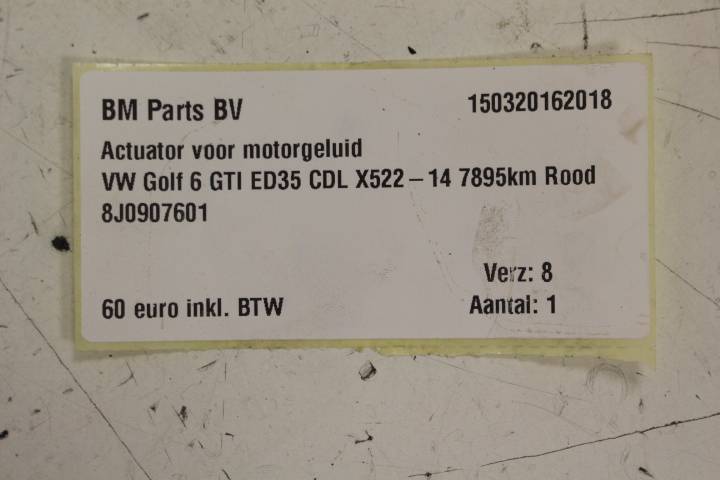 BM Parts BV 150320162018
Actuator voor motorgeluid
VW Golf 6 GTI ED35 CDL X522 – 14 7895km Rood
8J0907601
Verz: 8
60 euro inkl. BTW Aantal: 1